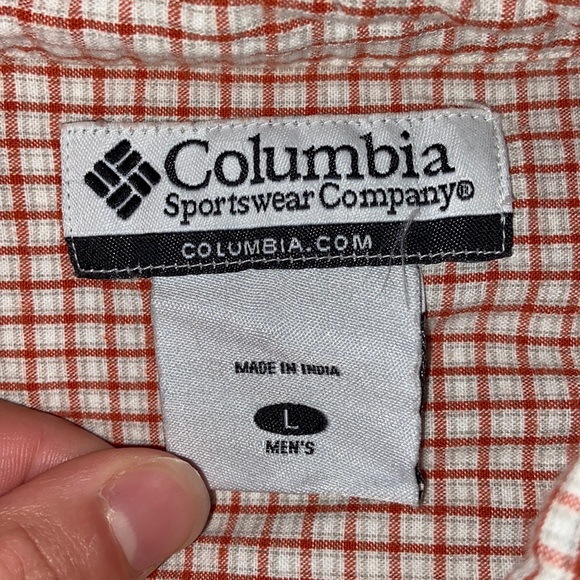 Columbia
Sportswear Company®
COLUMBIA.COM
MADE IN INDIA
L
MEN'S